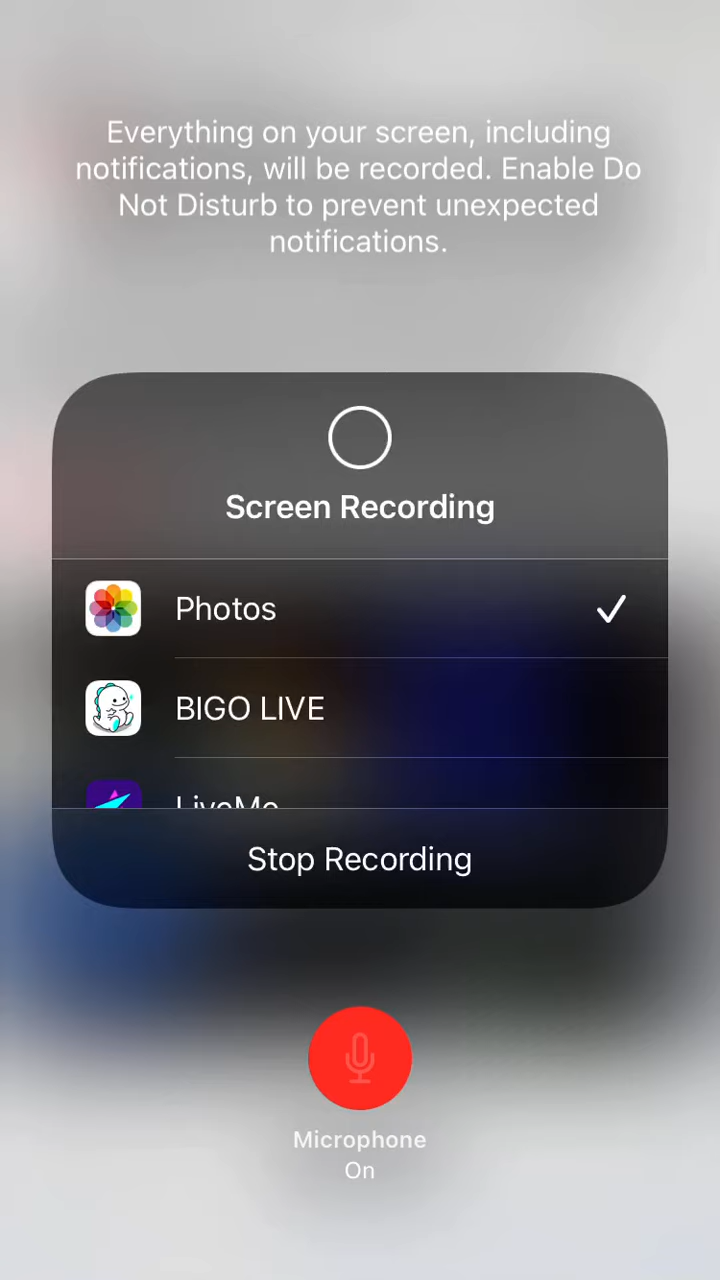 Everything on your screen, including
notifications, will be recorded. Enable Do
Not Disturb to prevent unexpected
notifications.
Screen Recording
Photos
BIGO LIVE
LiveMe
Stop Recording
Microphone
On